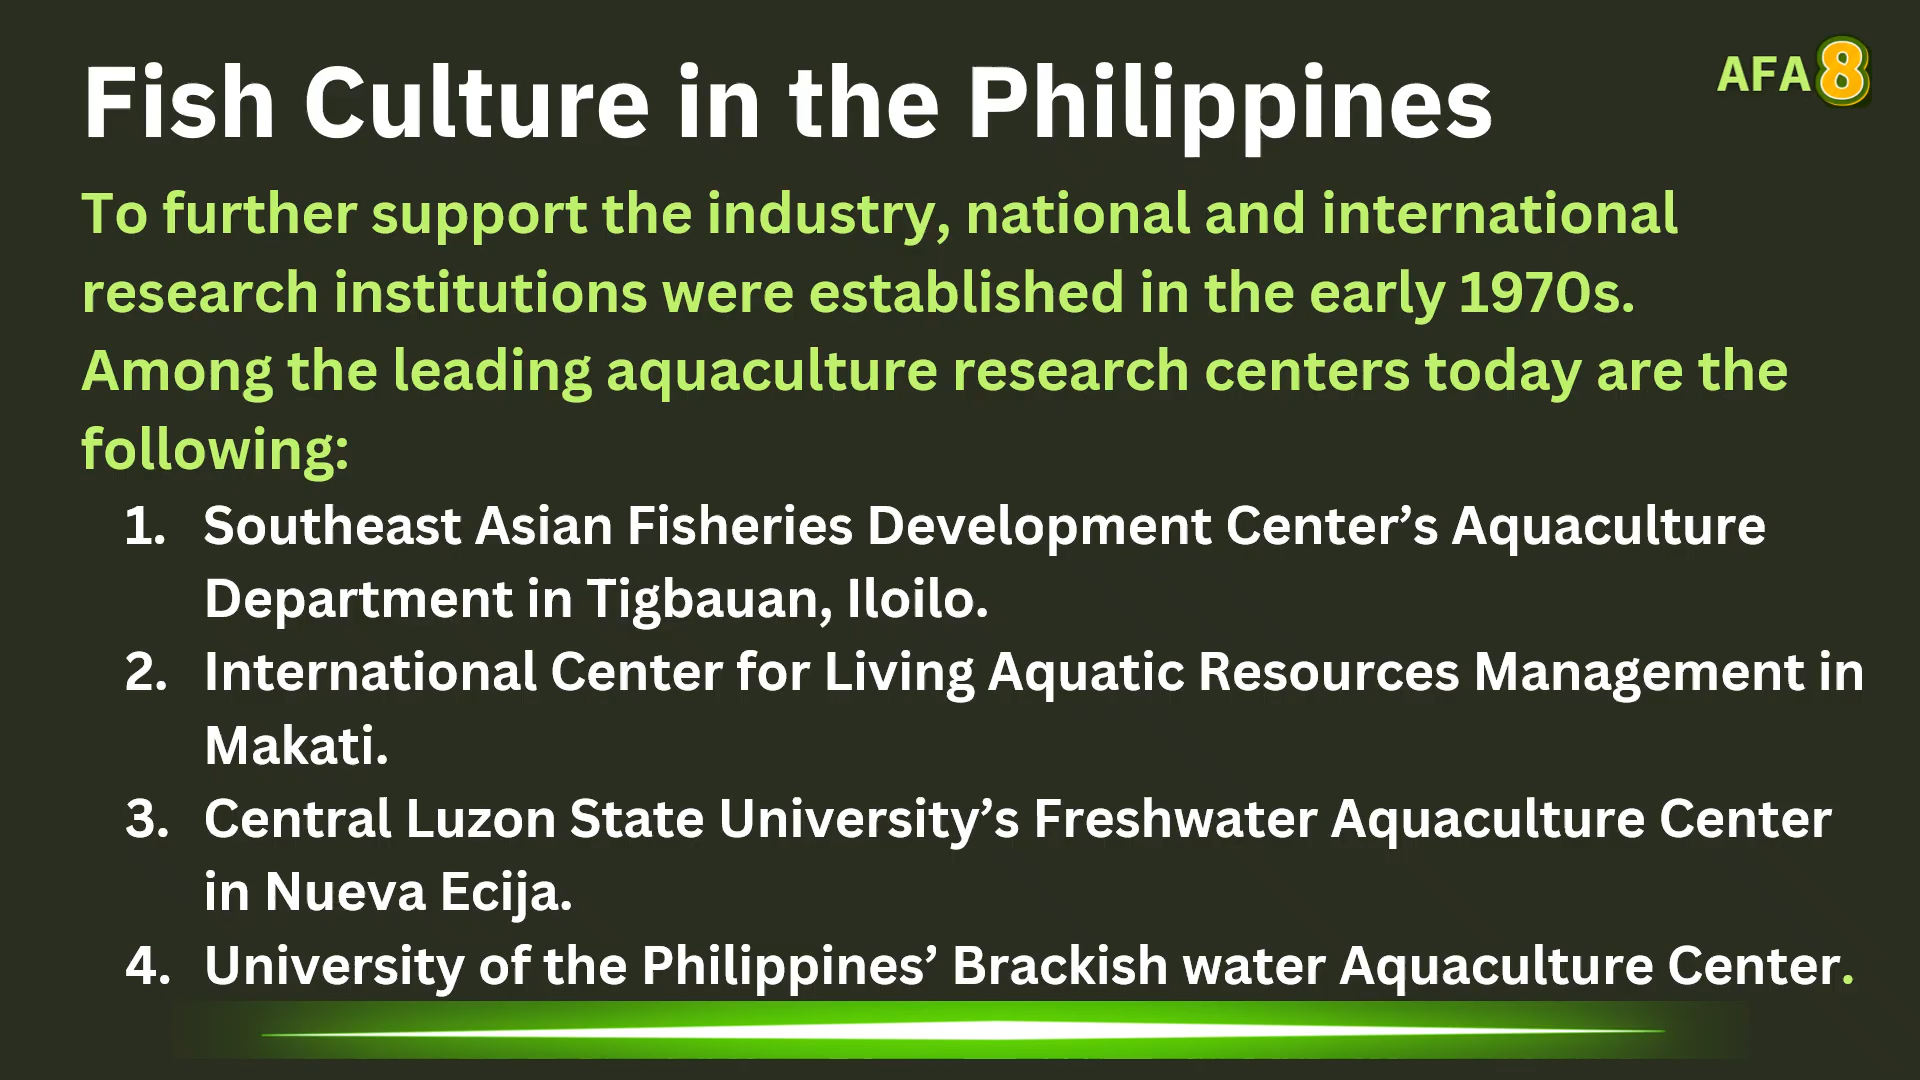 Fish Culture in the Philippines
AFA8
To further support the industry, national and international
research institutions were established in the early 1970s.
Among the leading aquaculture research centers today are the
following:
1. Southeast Asian Fisheries Development Center’s Aquaculture
Department in Tigbauan, Iloilo.
2. International Center for Living Aquatic Resources Management in
Makati.
3. Central Luzon State University’s Freshwater Aquaculture Center
in Nueva Ecija.
4. University of the Philippines’ Brackish water Aquaculture Center.